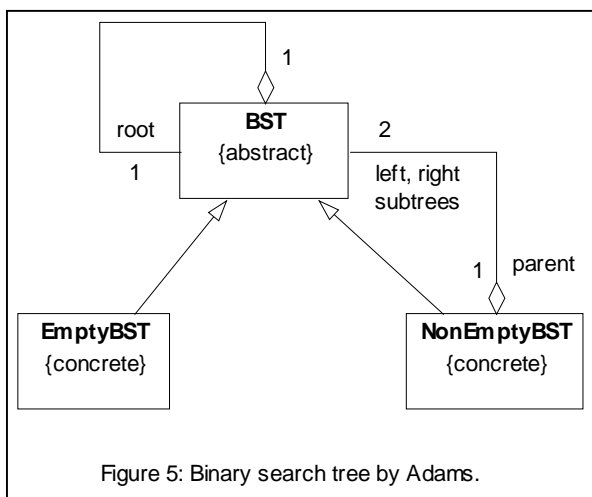 1
root
1
BST
{abstract}
2
left, right
subtrees
1
parent
EmptyBST
{concrete}
NonEmptyBST
{concrete}
Figure 5: Binary search tree by Adams.